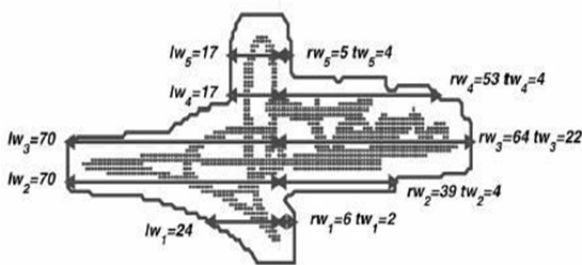 lw5=17 rw5=5 tw5=4
lw4=17 rw4=53 tw4=4
lw3=70 rw3=64 tw3=22
lw2=70 rw2=39 tw2=4
lw1=24 rw1=6 tw1=2